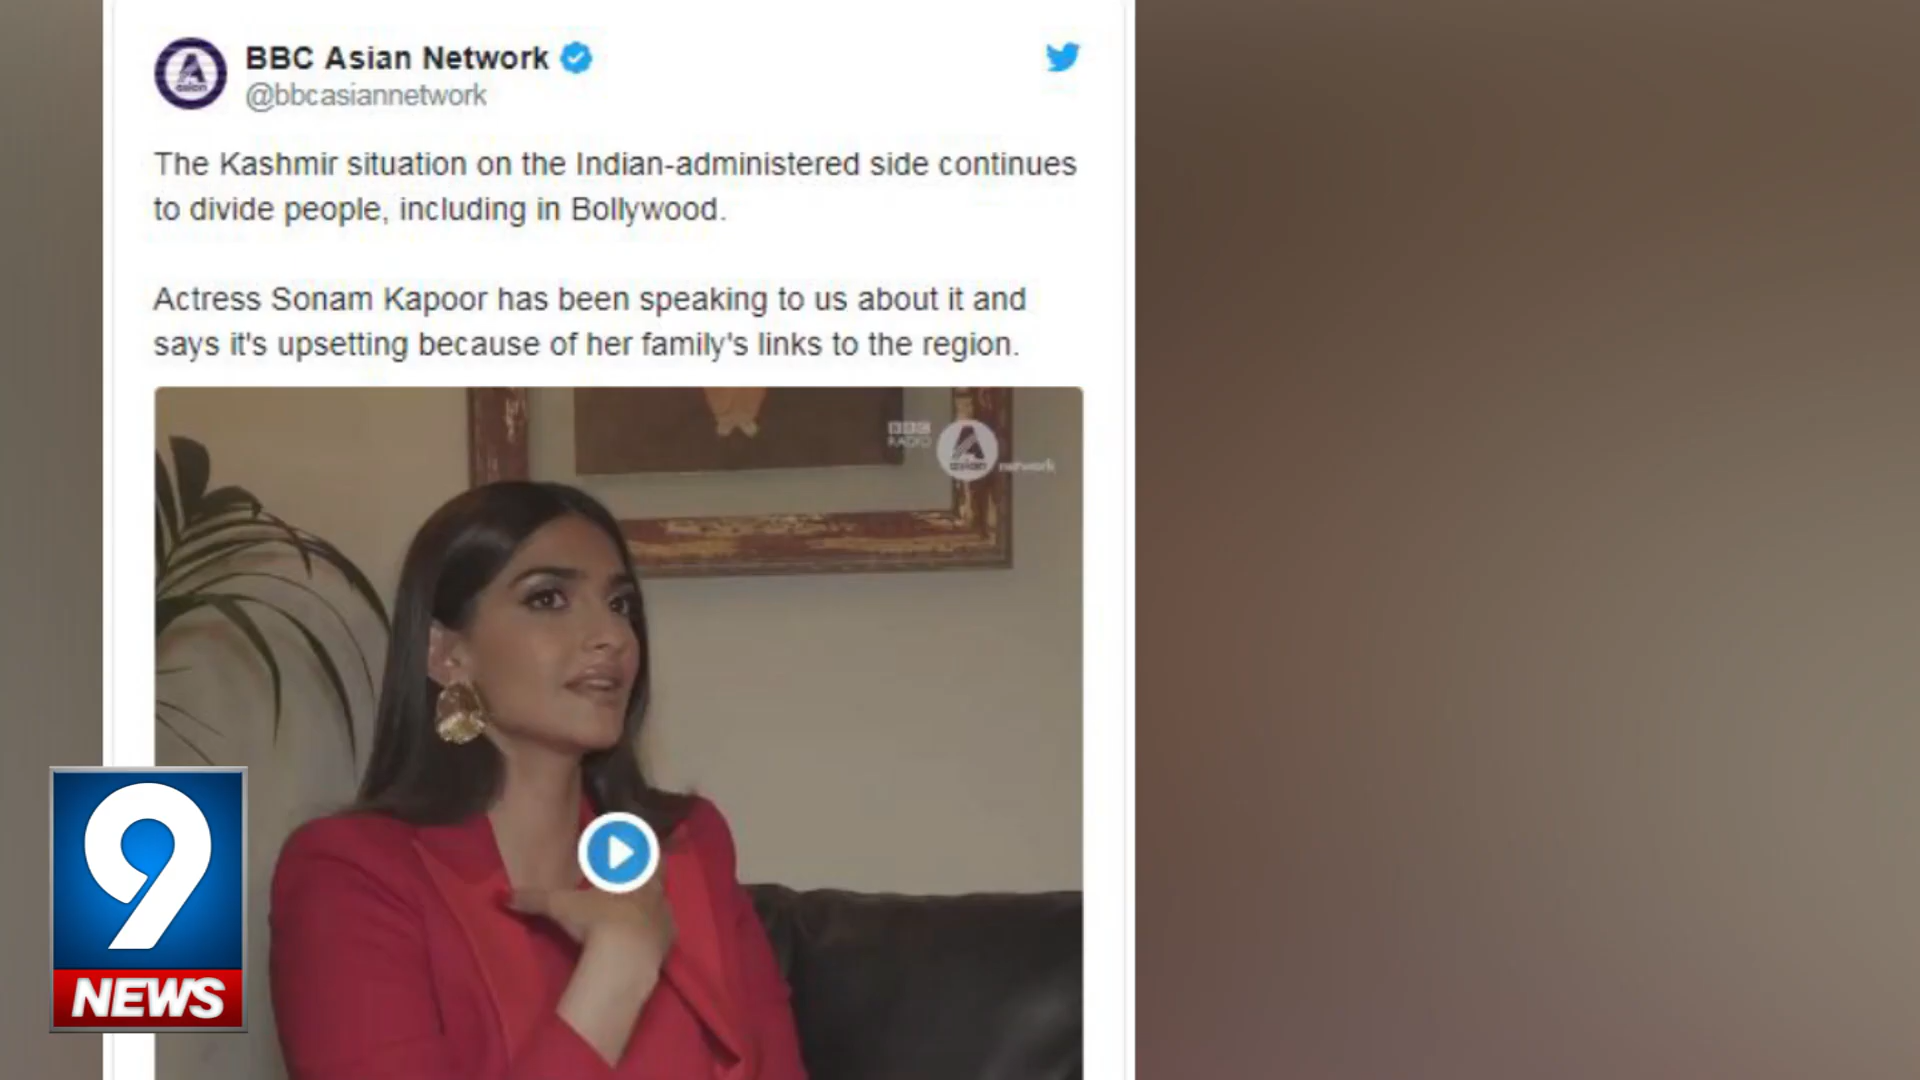 BBC Asian Network
@bbcasiannetwork
The Kashmir situation on the Indian-administered side continues
to divide people, including in Bollywood.
Actress Sonam Kapoor has been speaking to us about it and
says it's upsetting because of her family's links to the region.
BBC
RADIO
asian network
9
NEWS